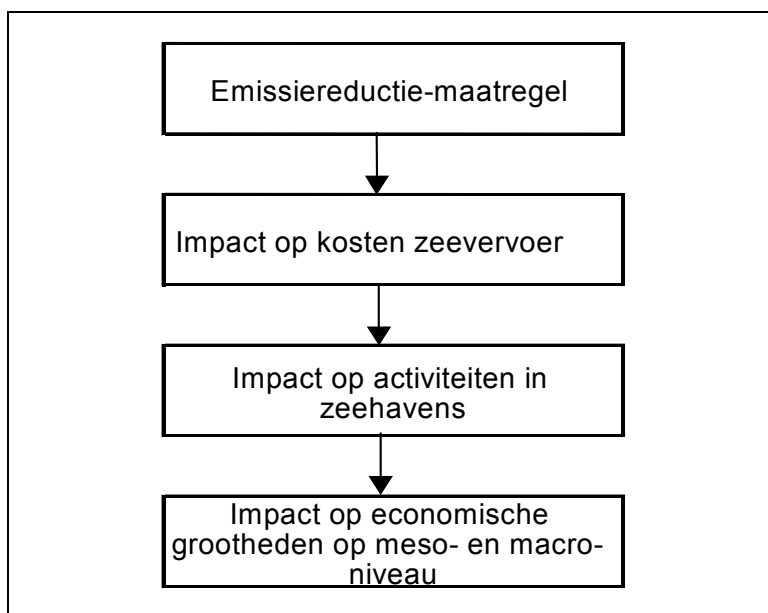 Emissiereductie-maatregel
Impact op kosten zeevervoer
Impact op activiteiten in
zeehavens
Impact op economische
grootheden op meso- en macro-
niveau